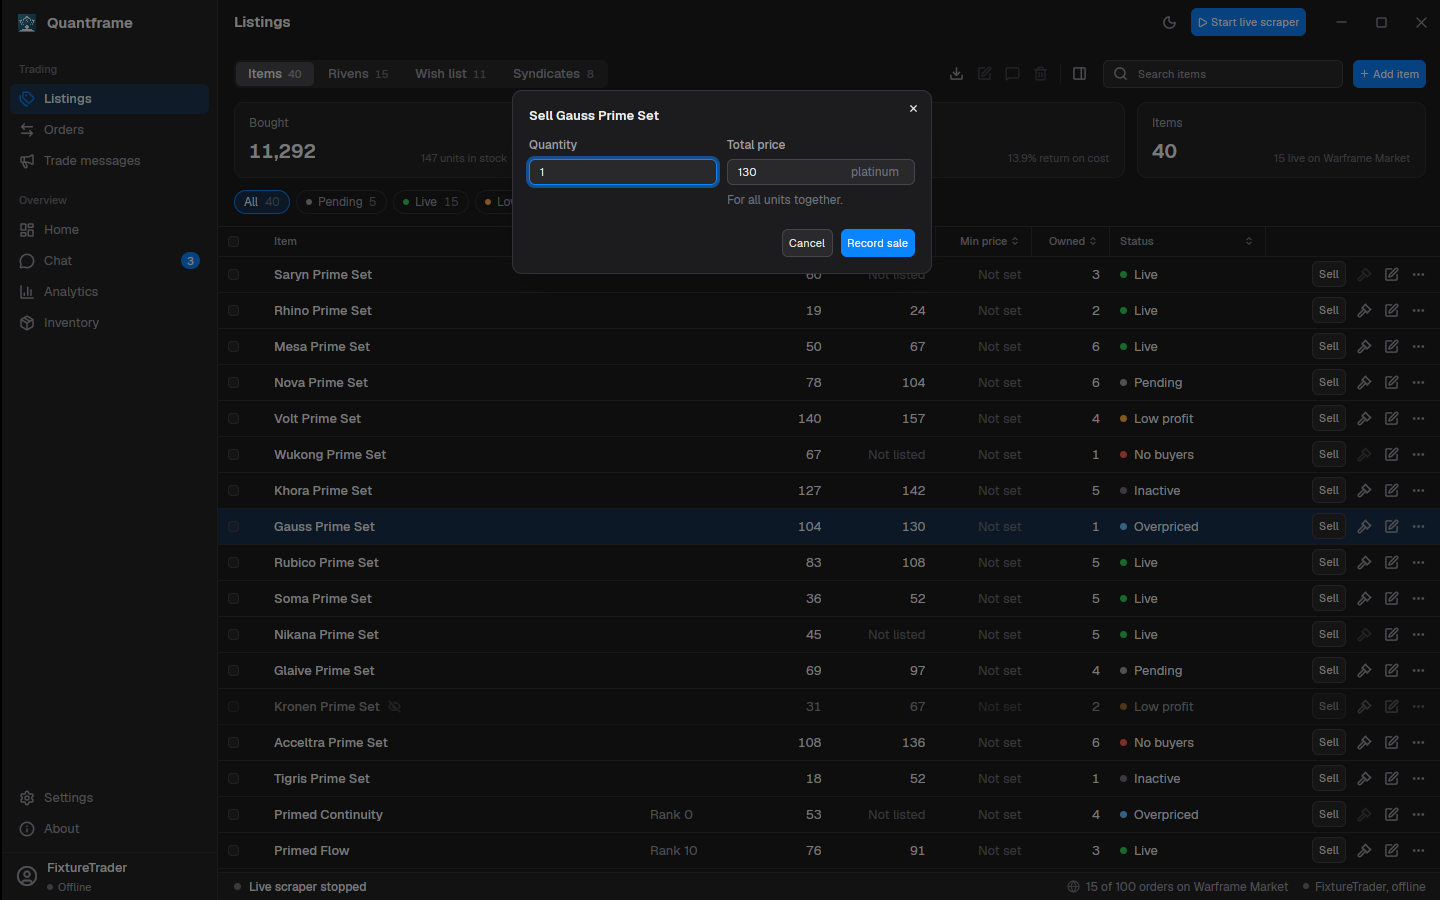 Quantframe
Listings
Start live scraper
Trading
Listings
Orders
Trade messages
Overview
Home
Chat 3
Analytics
Inventory
Settings
About
FixtureTrader
Offline
Items 40 Rivens 15 Wish list 11 Syndicates 8
Search items
+ Add item
Bought
11,292
147 units in stock
13.9% return on cost
Items
40
15 live on Warframe Market
All 40 Pending 5 Live 15
Sell Gauss Prime Set
Quantity Total price
1 130 platinum
For all units together.
Cancel Record sale
Item Min price Owned Status
Saryn Prime Set 60 Not listed Not set 3 Live Sell
Rhino Prime Set 19 24 Not set 2 Live Sell
Mesa Prime Set 50 67 Not set 6 Live Sell
Nova Prime Set 78 104 Not set 6 Pending Sell
Volt Prime Set 140 157 Not set 4 Low profit Sell
Wukong Prime Set 67 Not listed Not set 1 No buyers Sell
Khora Prime Set 127 142 Not set 5 Inactive Sell
Gauss Prime Set 104 130 Not set 1 Overpriced Sell
Rubico Prime Set 83 108 Not set 5 Live Sell
Soma Prime Set 36 52 Not set 5 Live Sell
Nikana Prime Set 45 Not listed Not set 5 Live Sell
Glaive Prime Set 69 97 Not set 4 Pending Sell
Kronen Prime Set 31 67 Not set 2 Low profit Sell
Acceltra Prime Set 108 136 Not set 6 No buyers Sell
Tigris Prime Set 18 52 Not set 1 Inactive Sell
Primed Continuity Rank 0 53 Not listed Not set 4 Overpriced Sell
Primed Flow Rank 10 76 91 Not set 3 Live Sell
Live scraper stopped
15 of 100 orders on Warframe Market
FixtureTrader, offline